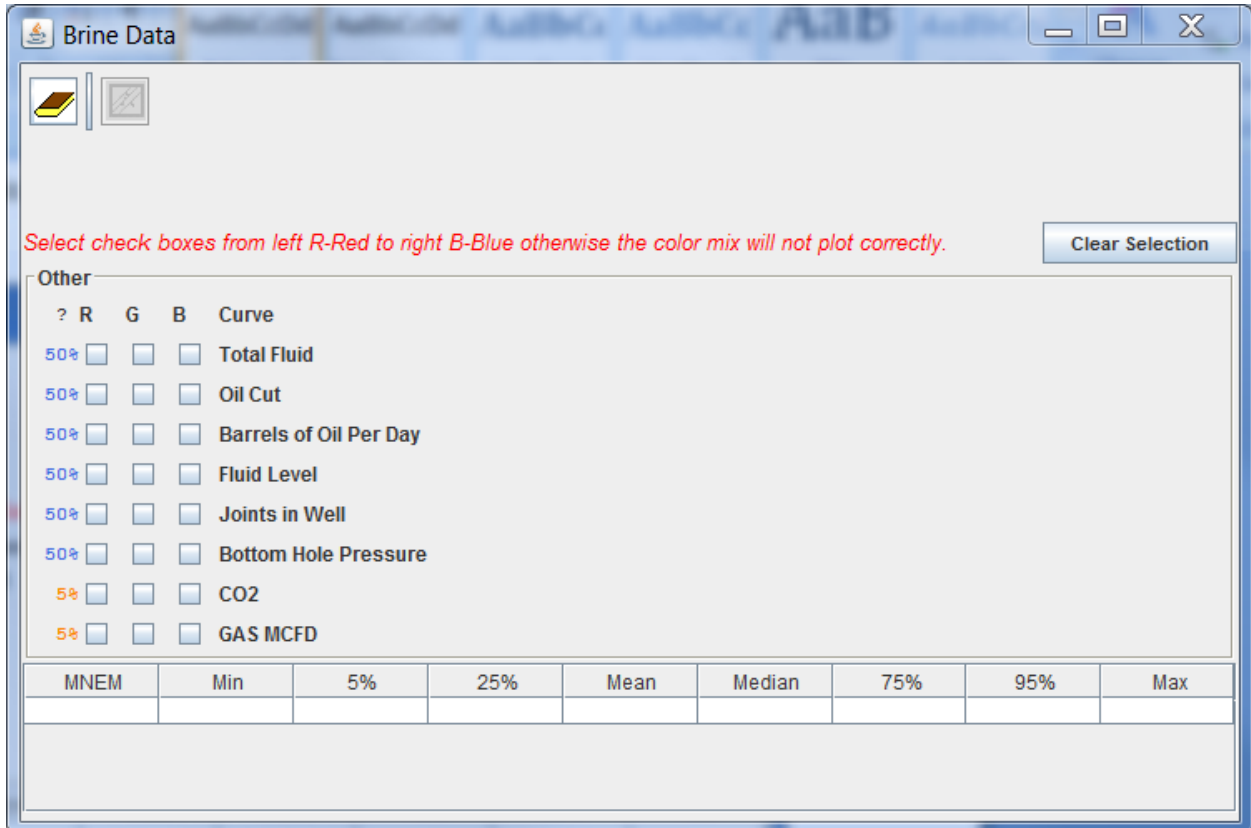 Brine Data
Select check boxes from left R-Red to right B-Blue otherwise the color mix will not plot correctly.
Clear Selection
Other
? R G B Curve
50% Total Fluid
50% Oil Cut
50% Barrels of Oil Per Day
50% Fluid Level
50% Joints in Well
50% Bottom Hole Pressure
5% CO2
5% GAS MCFD
MNEM Min 5% 25% Mean Median 75% 95% Max